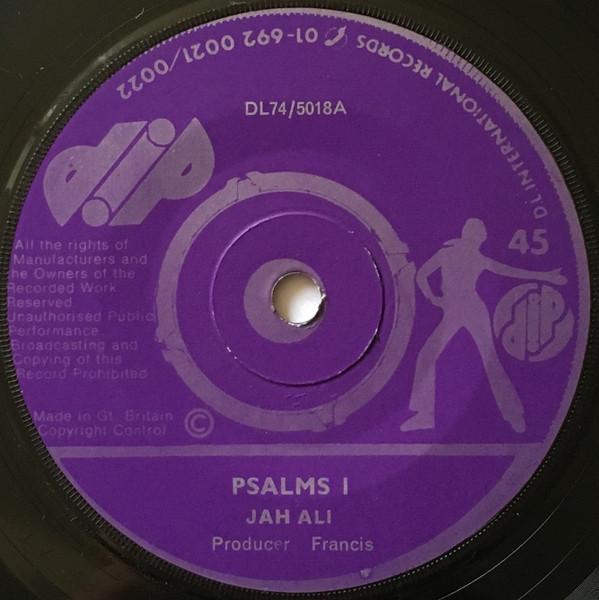 D.L. INTERNATIONAL RECORDS 01-692 0021/0022
DL74/5018A
dip
45
dip
All the rights of
Manufacturers and
he Owners of the
Recorded Work
Reserved
Unauthorised Public
Performance.
Broadcasting and
Copying of this
Record Prohibited
Made in Gt. Britain
Copyright Control
©
PSALMS I
JAH ALI
Producer Francis